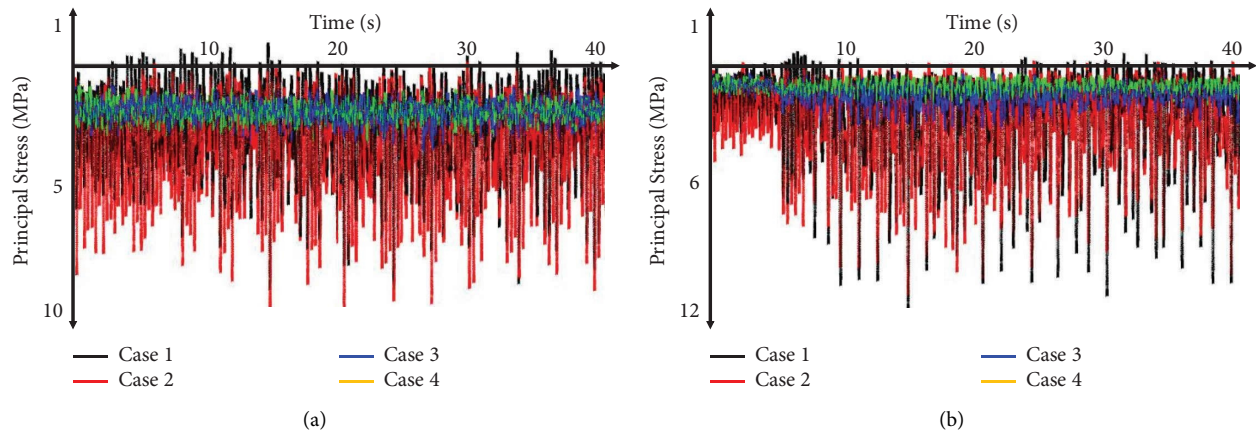 1
Time (s)
10 20 30 40
Principal Stress (MPa)
5
10
Case 1 Case 3
Case 2 Case 4
(a)
1
Time (s)
10 20 30 40
Principal Stress (MPa)
6
12
Case 1 Case 3
Case 2 Case 4
(b)